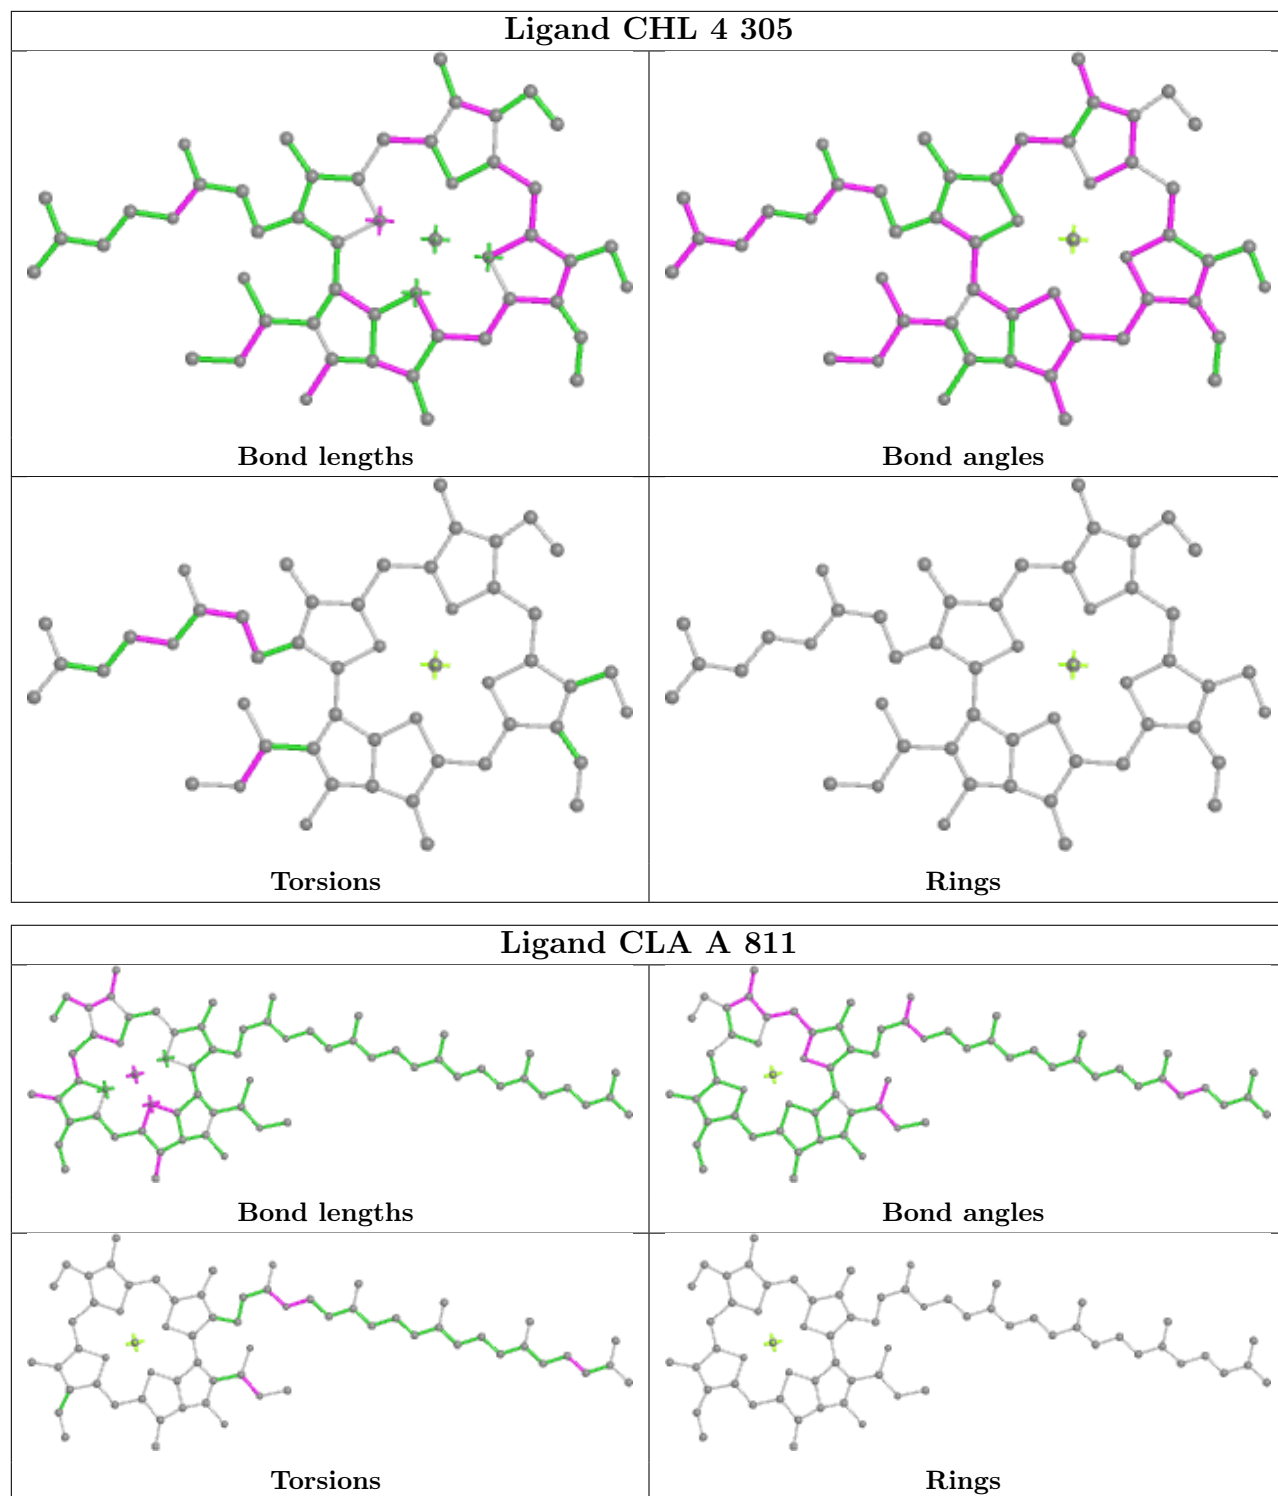 Ligand CHL 4 305
Bond lengths
Bond angles
Torsions
Rings
Ligand CLA A 811
Bond lengths
Bond angles
Torsions
Rings